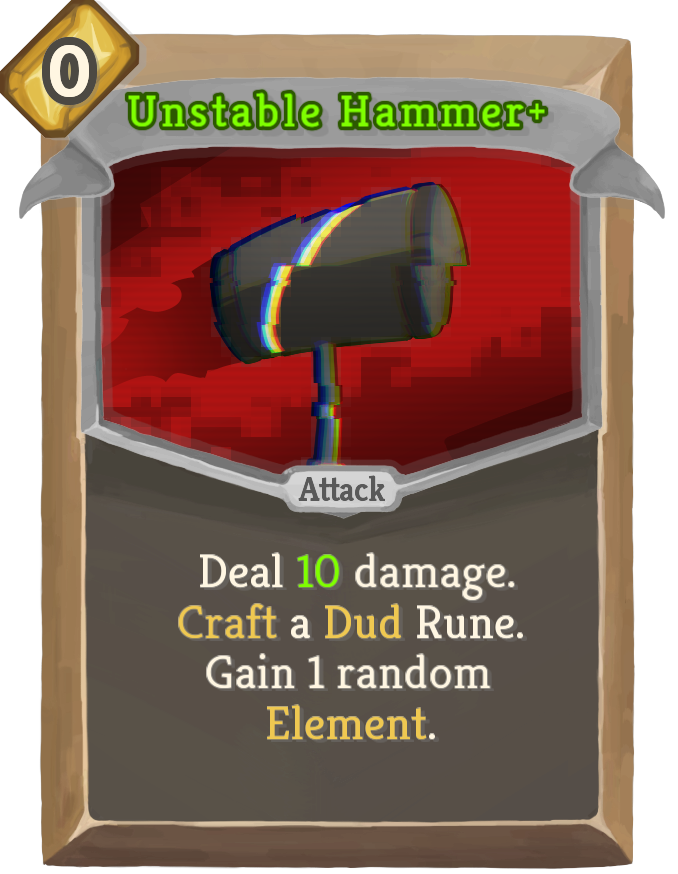 0
Unstable Hammer+
Attack
Deal 10 damage.
Craft a Dud Rune.
Gain 1 random
Element.